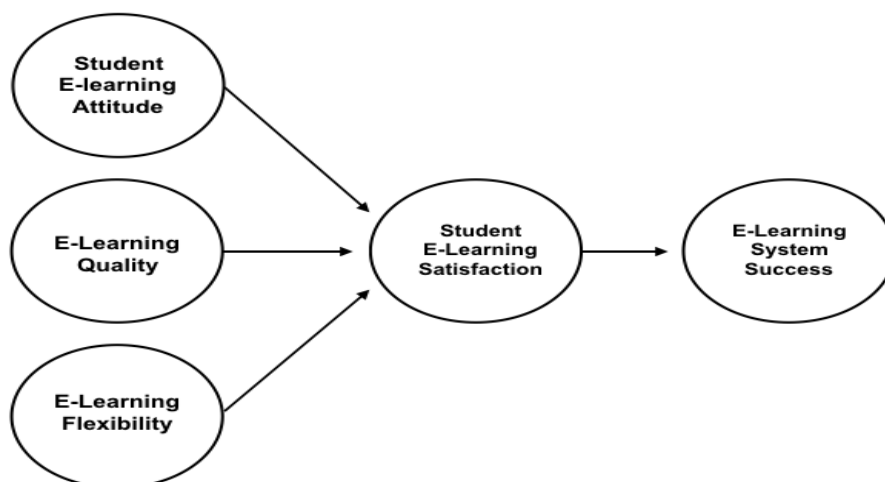 Student
E-learning
Attitude
E-Learning
Quality
E-Learning
Flexibility
Student
E-Learning
Satisfaction
E-Learning
System
Success